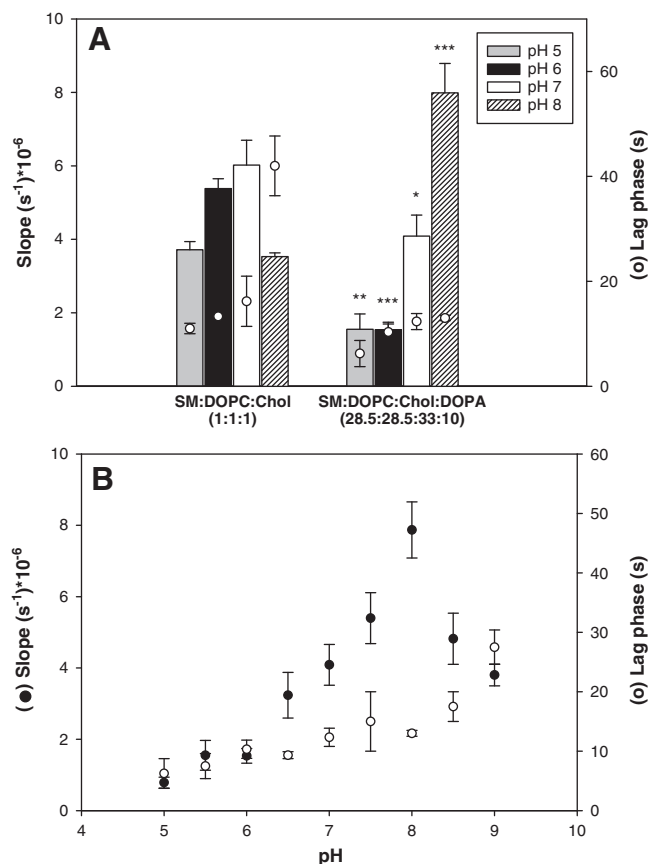 A
10
8
6
4
2
0
Slope (s⁻¹)*10⁻⁶
60
40
20
0
(o) Lag phase (s)
pH 5
pH 6
pH 7
pH 8
**
***
*
***
SM:DOPC:Chol
(1:1:1)
SM:DOPC:Chol:DOPA
(28.5:28.5:33:10)
B
10
8
6
4
2
0
(●) Slope (s⁻¹)*10⁻⁶
60
50
40
30
20
10
0
(o) Lag phase (s)
4 5 6 7 8 9 10
pH